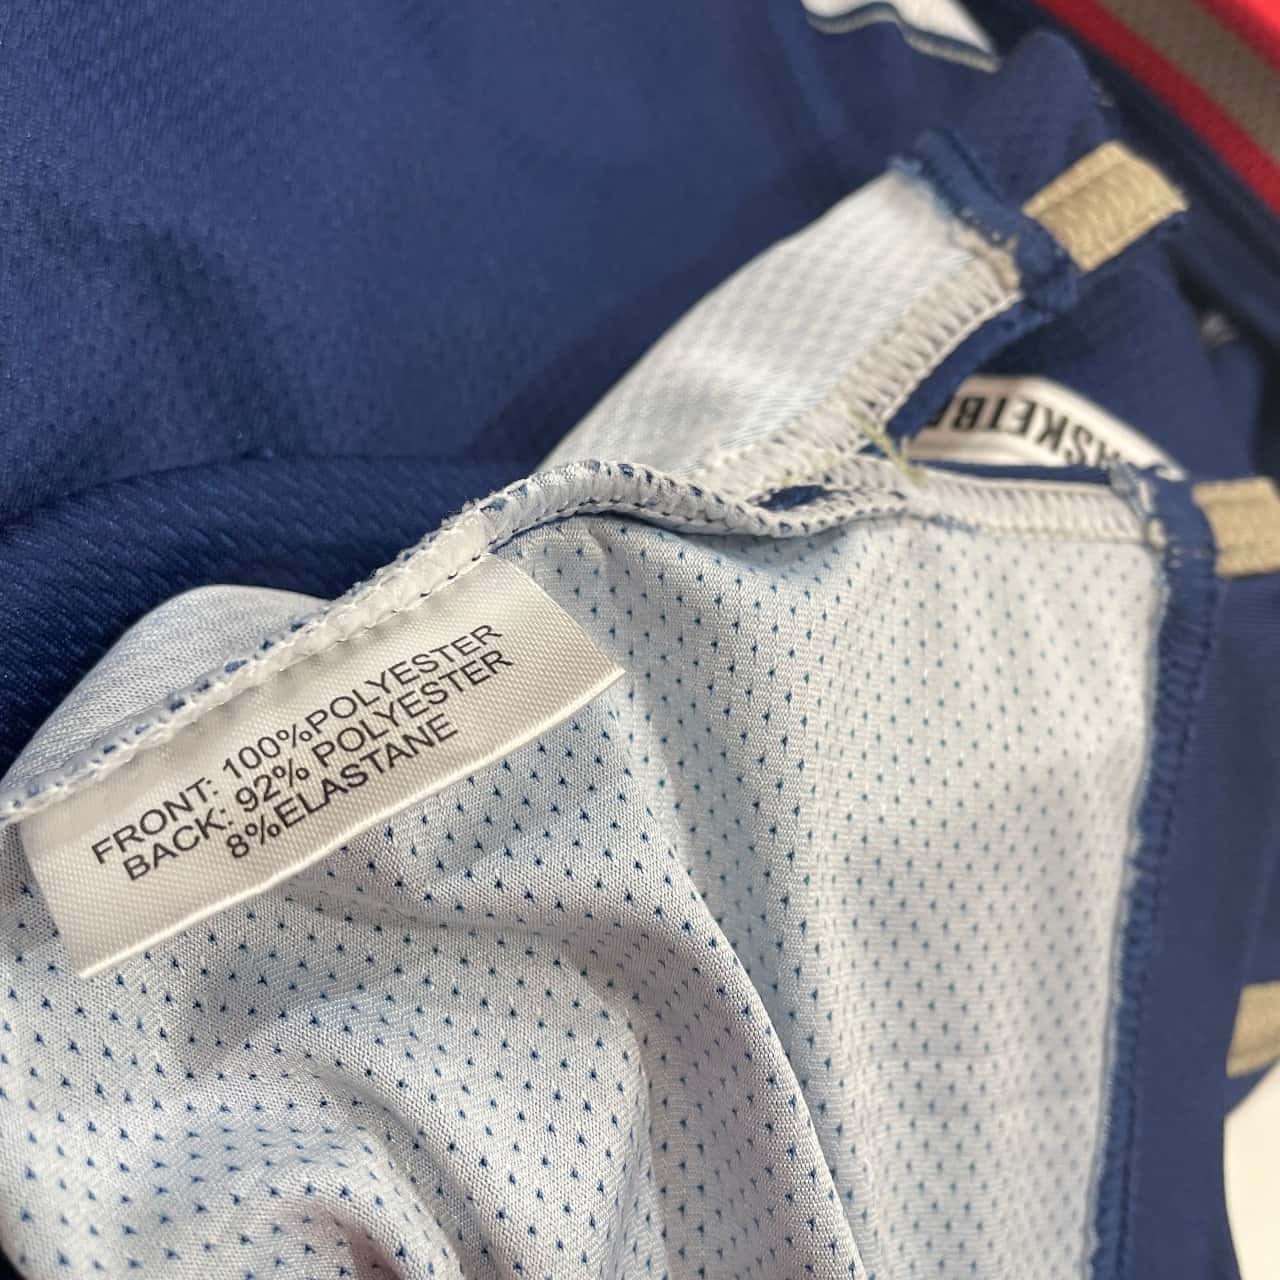 FRONT: 100%POLYESTER
BACK: 92% POLYESTER
8%ELASTANE